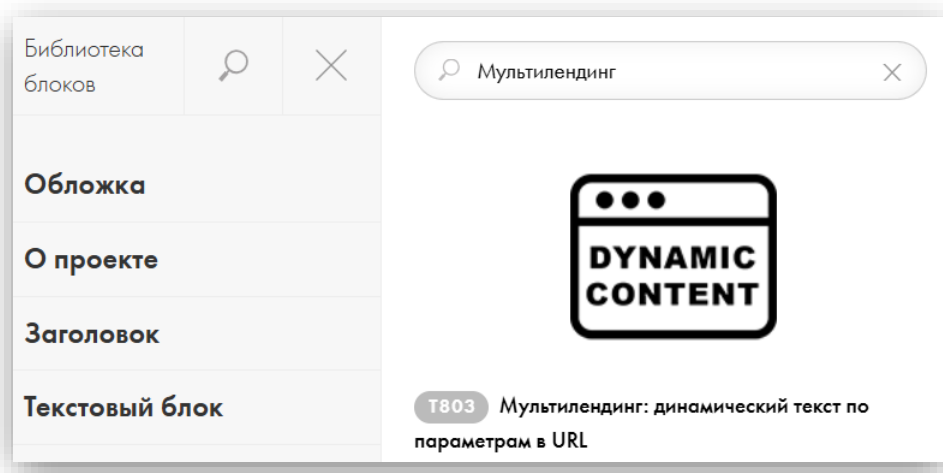 Библиотека
блоков
Обложка
О проекте
Заголовок
Текстовый блок
Мультилендинг
DYNAMIC
CONTENT
T803 Мультилендинг: динамический текст по
параметрам в URL